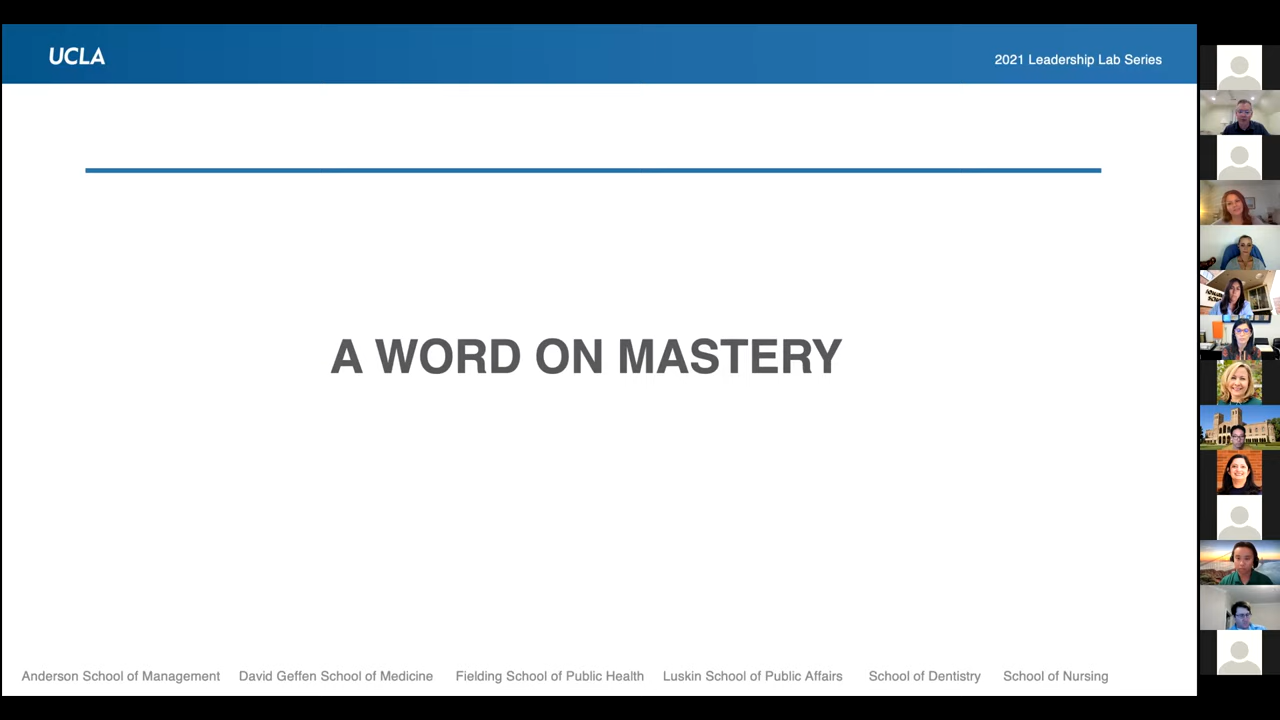 UCLA
2021 Leadership Lab Series
A WORD ON MASTERY
Anderson School of Management David Geffen School of Medicine Fielding School of Public Health Luskin School of Public Affairs School of Dentistry School of Nursing